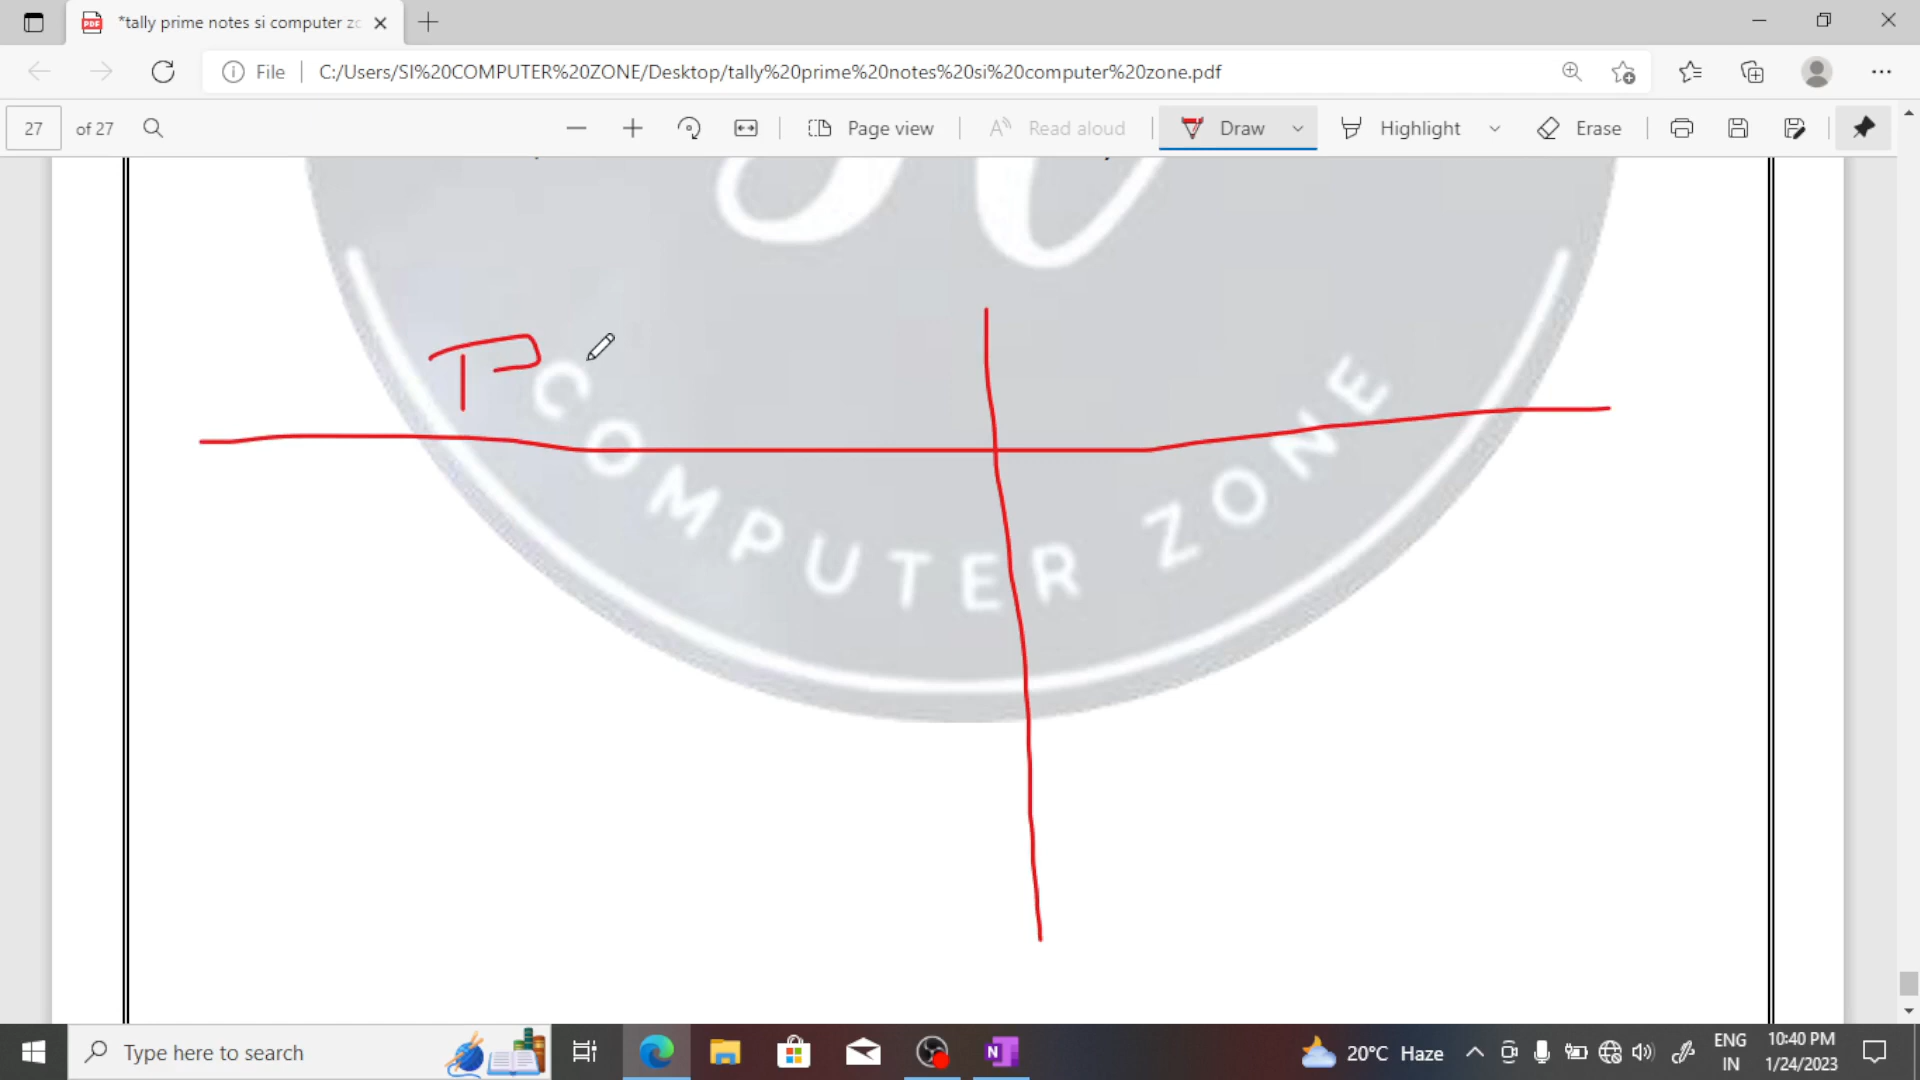 *tally prime notes si computer zo
File
C:/Users/SI%20COMPUTER%20ZONE/Desktop/tally%20prime%20notes%20si%20computer%20zone.pdf
27 of 27
Page view
Read aloud
Draw
Highlight
Erase
COMPUTER ZONE
Type here to search
20°C Haze
ENG
IN
10:40 PM
1/24/2023